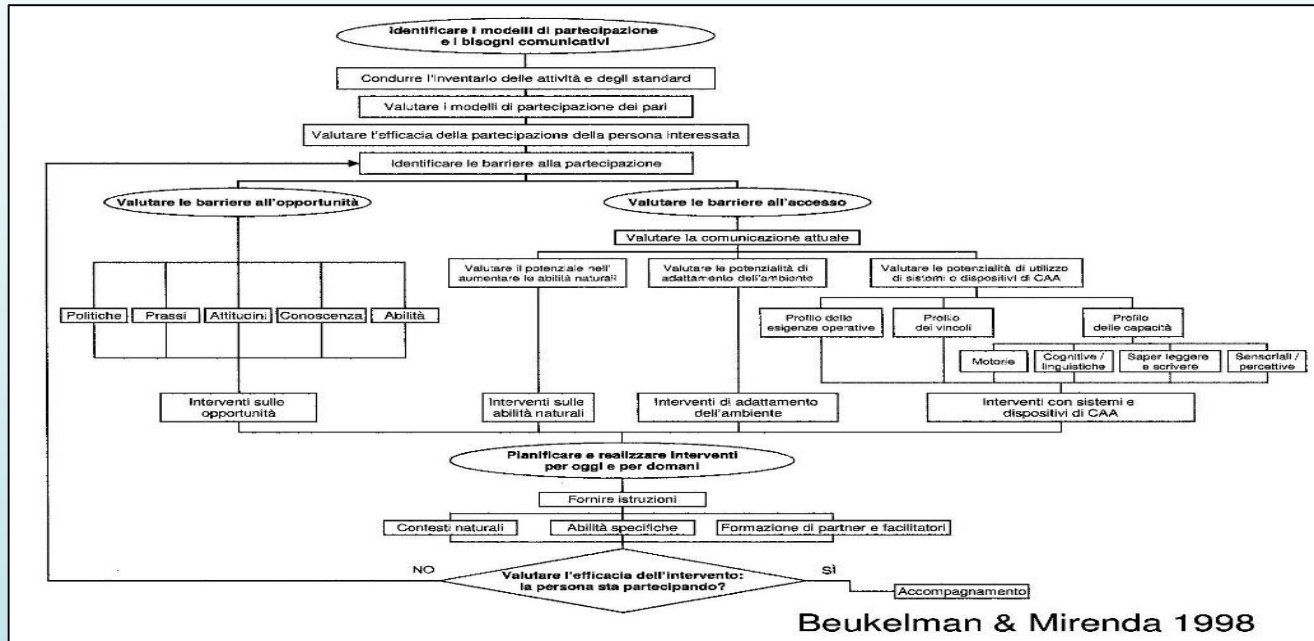 Identificare i modelli di partecipazione
e i bisogni comunicativi
Condurre l'inventario delle attività e degli standard
Valutare i modelli di partecipazione dei pari
Valutare l'efficacia della partecipazione della persona interessata
Identificare le barriere alla partecipazione
Valutare le barriere all'opportunità
Valutare le barriere all'accesso
Valutare la comunicazione attuale
Valutare il potenziale nell'
aumentare le abilità naturali
Valutare le potenzialità di
adattamento dell'ambiente
Valutare le potenzialità di utilizzo
di sistemi o dispositivi di CAA
Politiche
Prassi
Attitudini
Conoscenza
Abilità
Profilo delle
esigenze operative
Profilo
dei vincoli
Profilo
delle capacità
Motorie
Cognitive /
linguistiche
Saper leggere
e scrivere
Sensoriali /
percettive
Interventi sulle
opportunità
Interventi sulle
abilità naturali
Interventi di adattamento
dell'ambiente
Interventi con sistemi e
dispositivi di CAA
Pianificare e realizzare interventi
per oggi e per domani
Fornire istruzioni
Contesti naturali
Abilità specifiche
Formazione di partner e facilitatori
NO
Valutare l'efficacia dell'intervento:
la persona sta partecipando?
SÌ
Accompagnamento
Beukelman & Mirenda 1998